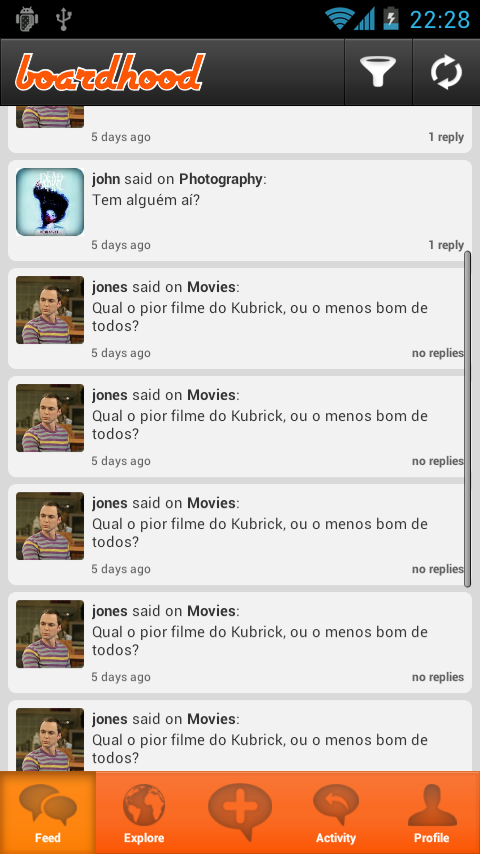 22:28
boardhood
5 days ago
1 reply
john said on Photography:
Tem alguém aí?
5 days ago
1 reply
jones said on Movies:
Qual o pior filme do Kubrick, ou o menos bom de
todos?
5 days ago
no replies
jones said on Movies:
Qual o pior filme do Kubrick, ou o menos bom de
todos?
5 days ago
no replies
jones said on Movies:
Qual o pior filme do Kubrick, ou o menos bom de
todos?
5 days ago
no replies
jones said on Movies:
Qual o pior filme do Kubrick, ou o menos bom de
todos?
5 days ago
no replies
jones said on Movies:
Qual o pior filme do Kubrick, ou o menos bom de
todos?
Feed
Explore
Activity
Profile